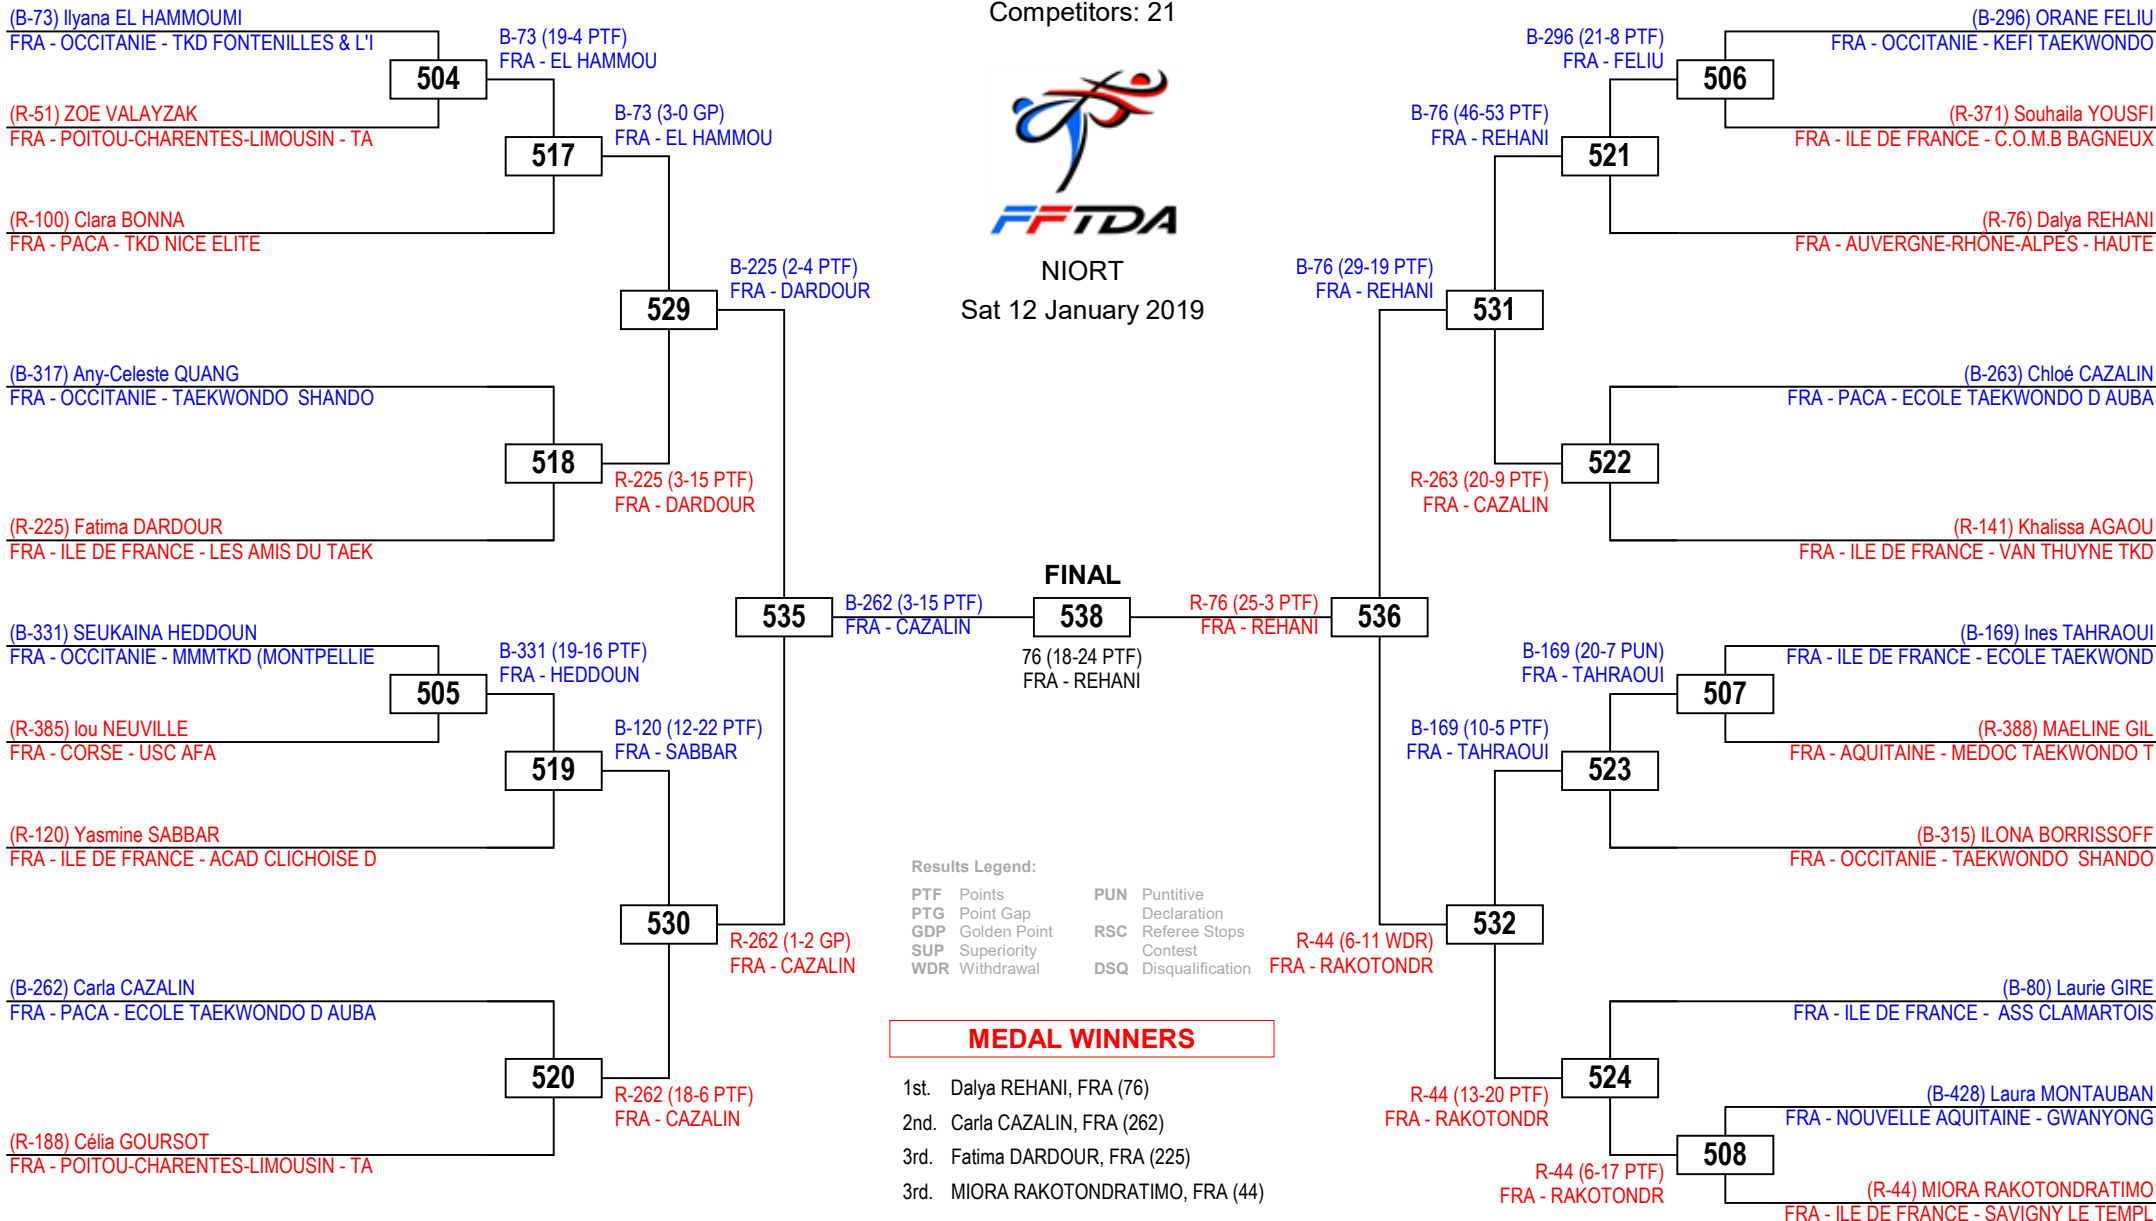 Competitors: 21
FFTDA
NIORT
Sat 12 January 2019
(B-73) Ilyana EL HAMMOUMI
FRA - OCCITANIE - TKD FONTENILLES & L'I
504
(R-51) ZOE VALAYZAK
FRA - POITOU-CHARENTES-LIMOUSIN - TA
B-73 (19-4 PTF)
FRA - EL HAMMOU
517
(R-100) Clara BONNA
FRA - PACA - TKD NICE ELITE
B-73 (3-0 GP)
FRA - EL HAMMOU
529
(B-317) Any-Celeste QUANG
FRA - OCCITANIE - TAEKWONDO  SHANDO
518
(R-225) Fatima DARDOUR
FRA - ILE DE FRANCE - LES AMIS DU TAEK
R-225 (3-15 PTF)
FRA - DARDOUR
B-225 (2-4 PTF)
FRA - DARDOUR
535
(B-331) SEUKAINA HEDDOUN
FRA - OCCITANIE - MMMTKD (MONTPELLIE
505
(R-385) lou NEUVILLE
FRA - CORSE - USC AFA
B-331 (19-16 PTF)
FRA - HEDDOUN
519
(R-120) Yasmine SABBAR
FRA - ILE DE FRANCE - ACAD CLICHOISE D
B-120 (12-22 PTF)
FRA - SABBAR
530
(B-262) Carla CAZALIN
FRA - PACA - ECOLE TAEKWONDO D AUBA
520
(R-188) Célia GOURSOT
FRA - POITOU-CHARENTES-LIMOUSIN - TA
R-262 (18-6 PTF)
FRA - CAZALIN
R-262 (1-2 GP)
FRA - CAZALIN
B-262 (3-15 PTF)
FRA - CAZALIN
FINAL
538
76 (18-24 PTF)
FRA - REHANI
R-76 (25-3 PTF)
FRA - REHANI
536
(B-296) ORANE FELIU
FRA - OCCITANIE - KEFI TAEKWONDO
506
(R-371) Souhaila YOUSFI
FRA - ILE DE FRANCE - C.O.M.B BAGNEUX
B-296 (21-8 PTF)
FRA - FELIU
521
(R-76) Dalya REHANI
FRA - AUVERGNE-RHÔNE-ALPES - HAUTE
B-76 (46-53 PTF)
FRA - REHANI
531
B-76 (29-19 PTF)
FRA - REHANI
(B-263) Chloé CAZALIN
FRA - PACA - ECOLE TAEKWONDO D AUBA
522
(R-141) Khalissa AGAOU
FRA - ILE DE FRANCE - VAN THUYNE TKD
R-263 (20-9 PTF)
FRA - CAZALIN
(B-169) Ines TAHRAOUI
FRA - ILE DE FRANCE - ECOLE TAEKWOND
507
(R-388) MAELINE GIL
FRA - AQUITAINE - MEDOC TAEKWONDO T
B-169 (20-7 PUN)
FRA - TAHRAOUI
523
(B-315) ILONA BORRISSOFF
FRA - OCCITANIE - TAEKWONDO  SHANDO
B-169 (10-5 PTF)
FRA - TAHRAOUI
532
R-44 (6-11 WDR)
FRA - RAKOTONDR
(B-80) Laurie GIRE
FRA - ILE DE FRANCE -  ASS CLAMARTOIS
524
R-44 (13-20 PTF)
FRA - RAKOTONDR
(B-428) Laura MONTAUBAN
FRA - NOUVELLE AQUITAINE - GWANYONG
508
(R-44) MIORA RAKOTONDRATIMO
FRA - ILE DE FRANCE - SAVIGNY LE TEMPL
R-44 (6-17 PTF)
FRA - RAKOTONDR
Results Legend:
PTF Points
PTG Point Gap
GDP Golden Point
SUP Superiority
WDR Withdrawal
PUN Puntitive
Declaration
RSC Referee Stops
Contest
DSQ Disqualification
MEDAL WINNERS
1st. Dalya REHANI, FRA (76)
2nd. Carla CAZALIN, FRA (262)
3rd. Fatima DARDOUR, FRA (225)
3rd. MIORA RAKOTONDRATIMO, FRA (44)